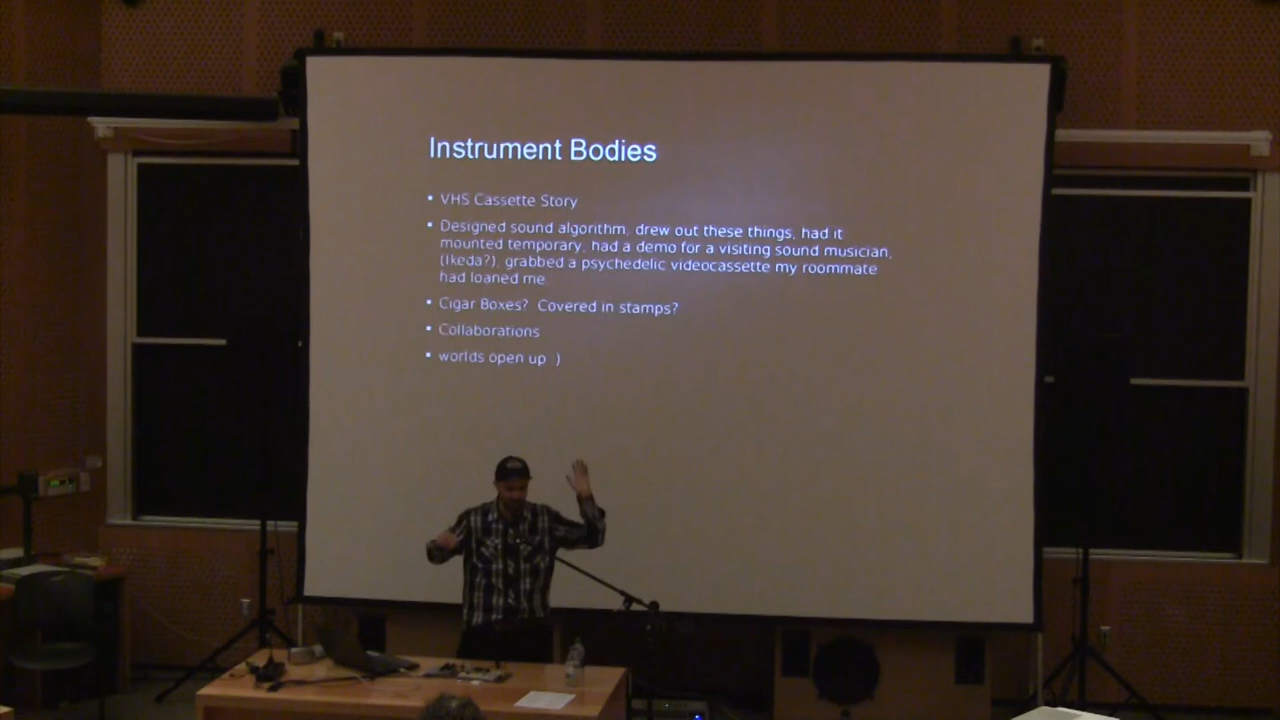 Instrument Bodies
VHS Cassette Story
Designed sound algorithm, drew out these things, had it
mounted temporary, had a demo for a visiting sound musician,
(Ikeda?), grabbed a psychedelic videocassette my roommate
had loaned me.
Cigar Boxes? Covered in stamps?
Collaborations
worlds open up :)